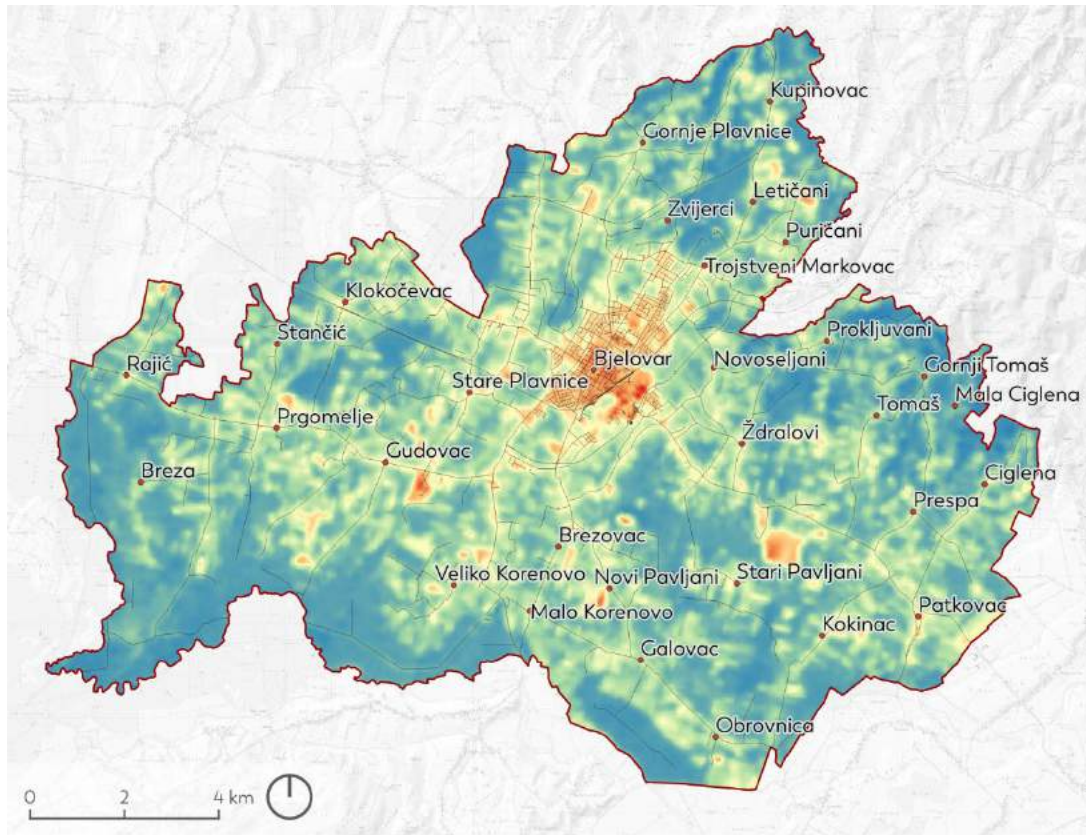 Kupinovac
Gornje Plavnice
Letičani
Zvijerci
Puričani
Trojstveni Markovac
Klokočevac
Prokljuvani
Stančić
Bjelovar
Novoseljani
Rajić
Gornji Tomaš
Stare Plavnice
Mala Ciglena
Prgomelje
Tomaš
Ždralovi
Gudovac
Breza
Ciglena
Prespa
Brezovac
Veliko Korenovo
Novi Pavljani
Stari Pavljani
Malo Korenovo
Patkovac
Kokinac
Galovac
Obrovnica
0 2 4 km